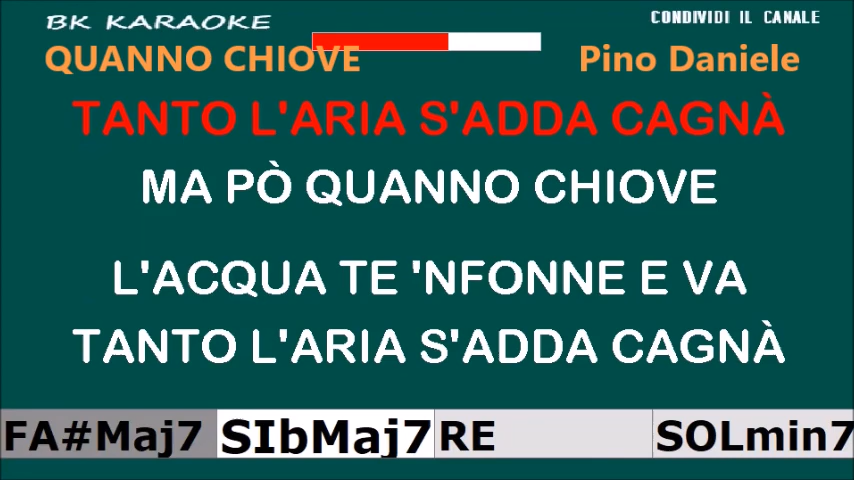 BK KARAOKE
CONDIVIDI IL CANALE
QUANNO CHIOVE
Pino Daniele
TANTO L'ARIA S'ADDA CAGNÀ
MA PÒ QUANNO CHIOVE
L'ACQUA TE 'NFONNE E VA
TANTO L'ARIA S'ADDA CAGNÀ
FA#Maj7 SIbMaj7 RE SOLmin7